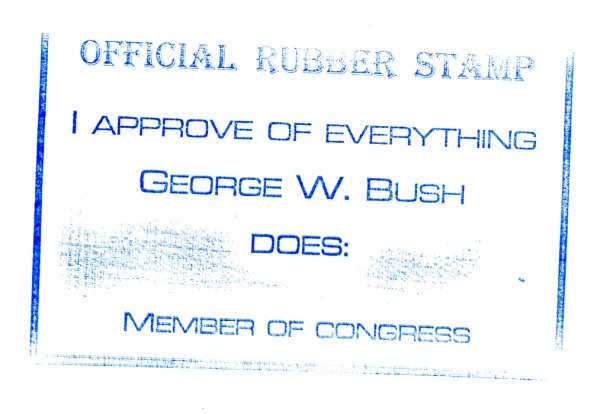 OFFICIAL RUBBER STAMP
I APPROVE OF EVERYTHING
GEORGE W. BUSH
DOES:
MEMBER OF CONGRESS